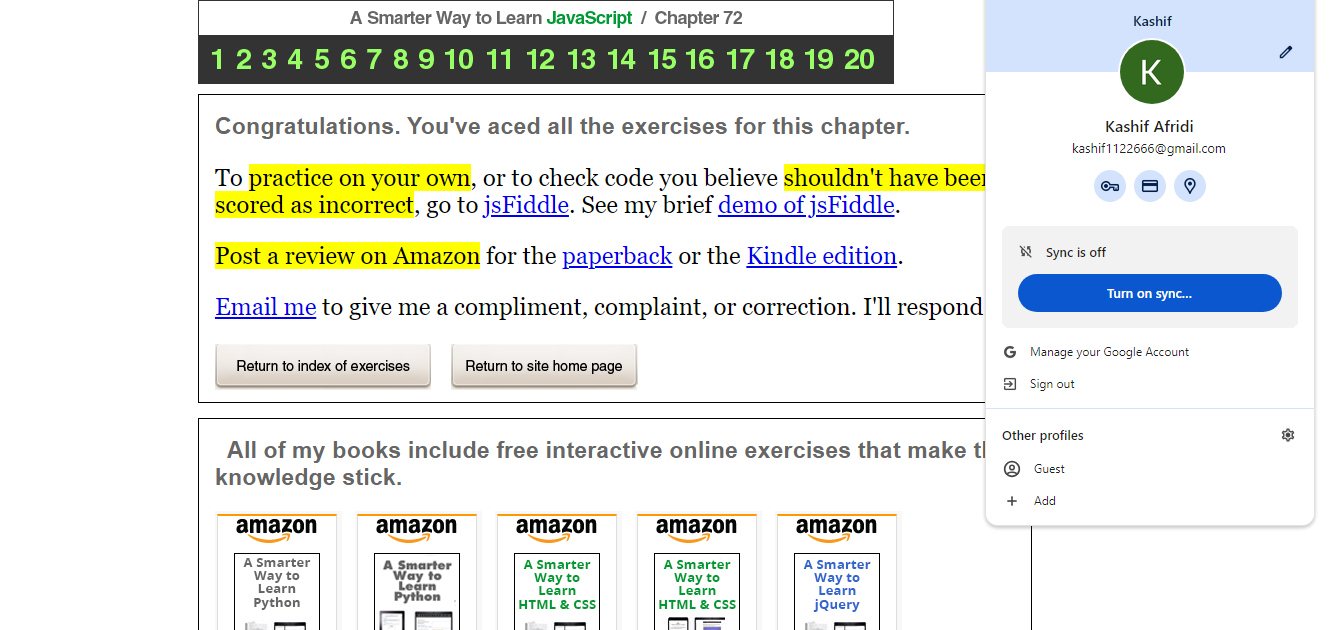 A Smarter Way to Learn JavaScript / Chapter 72
1 2 3 4 5 6 7 8 9 10 11 12 13 14 15 16 17 18 19 20
Congratulations. You've aced all the exercises for this chapter.
To practice on your own, or to check code you believe shouldn't have been
scored as incorrect, go to jsFiddle. See my brief demo of jsFiddle.
Post a review on Amazon for the paperback or the Kindle edition.
Email me to give me a compliment, complaint, or correction. I'll respond
Return to index of exercises
Return to site home page
All of my books include free interactive online exercises that make
knowledge stick.
amazon
A Smarter
Way to
Learn
Python
amazon
A Smarter
Way to
Learn
Python
amazon
A Smarter
Way to
Learn
HTML & CSS
amazon
A Smarter
Way to
Learn
HTML & CSS
amazon
A Smarter
Way to
Learn
jQuery
Kashif
K
Kashif Afridi
kashif1122666@gmail.com
Sync is off
Turn on sync...
G
Manage your Google Account
Sign out
Other profiles
Guest
Add